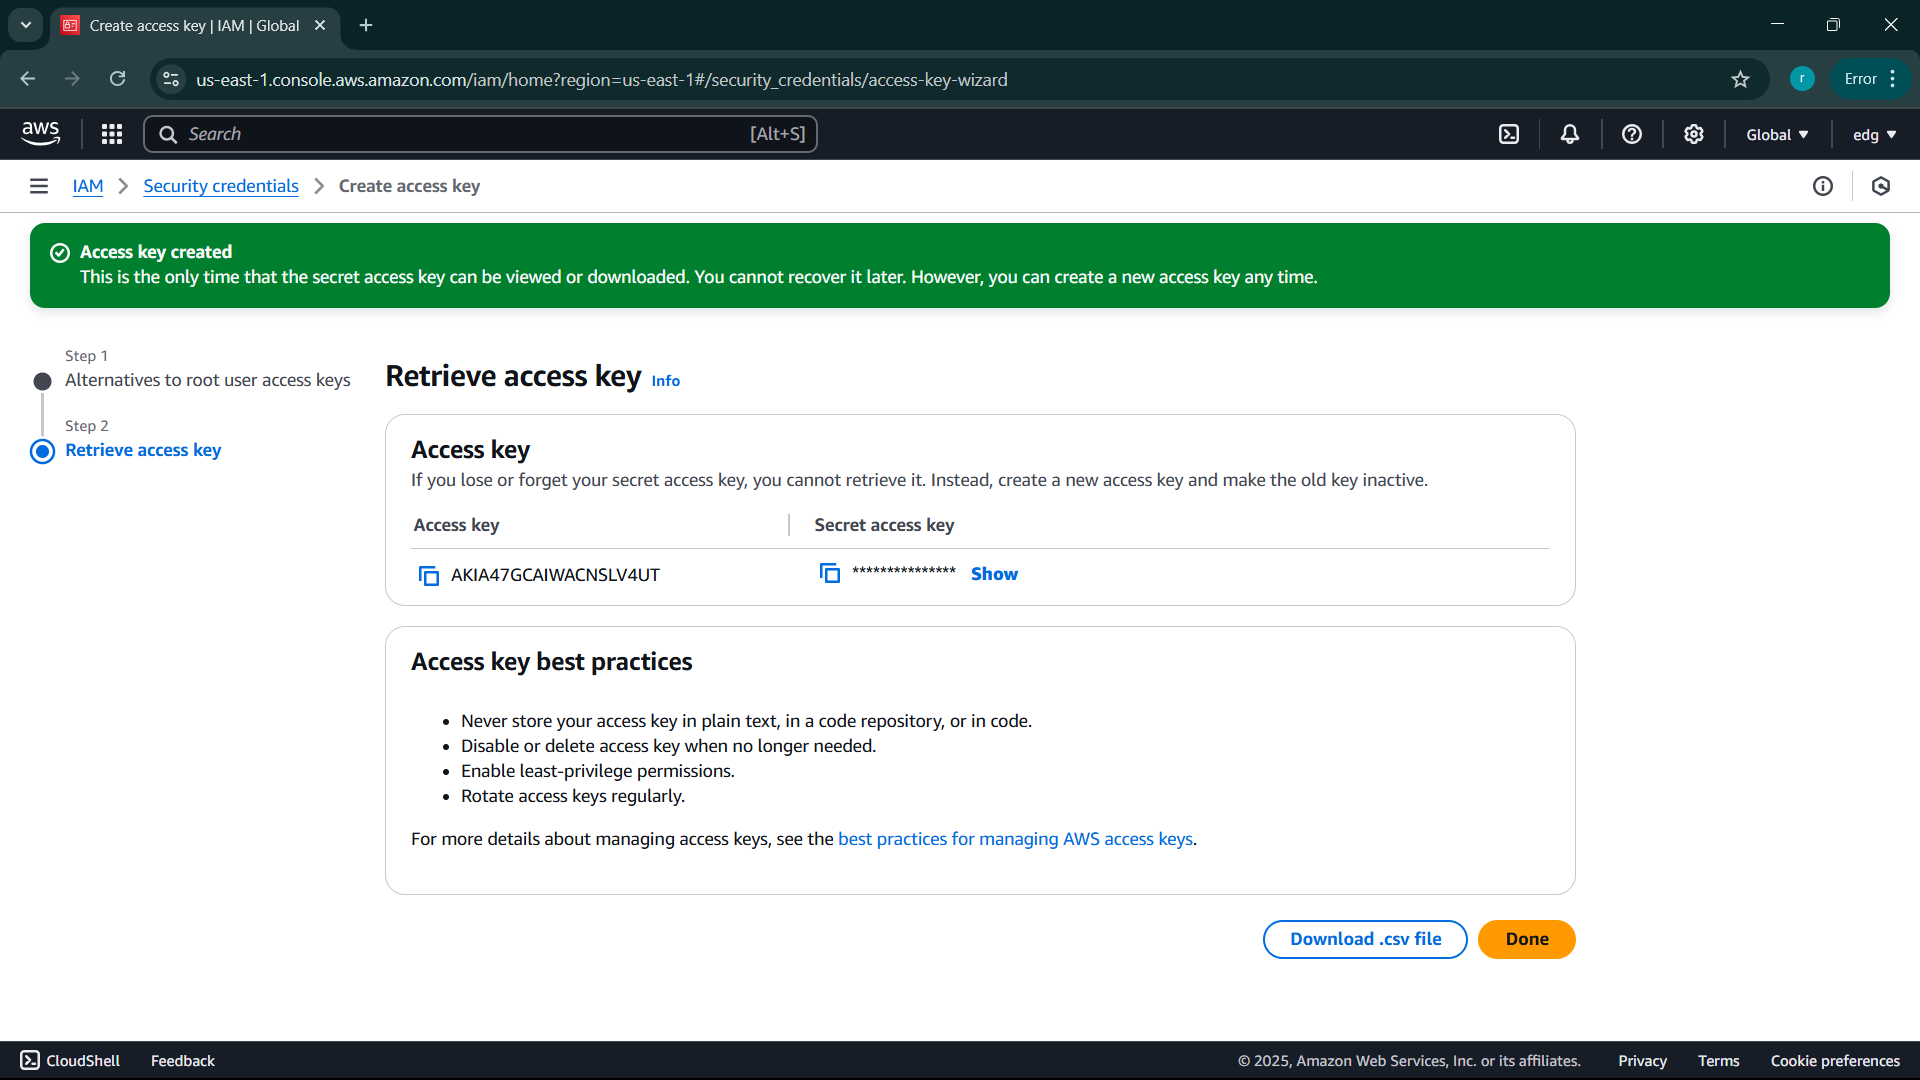 Create access key | IAM | Global
us-east-1.console.aws.amazon.com/iam/home?region=us-east-1#/security_credentials/access-key-wizard
r
Error
aws
Search
[Alt+S]
Global
edg
IAM
Security credentials
Create access key
Access key created
This is the only time that the secret access key can be viewed or downloaded. You cannot recover it later. However, you can create a new access key any time.
Step 1
Alternatives to root user access keys
Step 2
Retrieve access key
Retrieve access key Info
Access key
If you lose or forget your secret access key, you cannot retrieve it. Instead, create a new access key and make the old key inactive.
Access key
Secret access key
AKIA47GCAIWACNSLV4UT
*************** Show
Access key best practices
• Never store your access key in plain text, in a code repository, or in code.
• Disable or delete access key when no longer needed.
• Enable least-privilege permissions.
• Rotate access keys regularly.
For more details about managing access keys, see the best practices for managing AWS access keys.
Download .csv file
Done
CloudShell
Feedback
© 2025, Amazon Web Services, Inc. or its affiliates.
Privacy
Terms
Cookie preferences